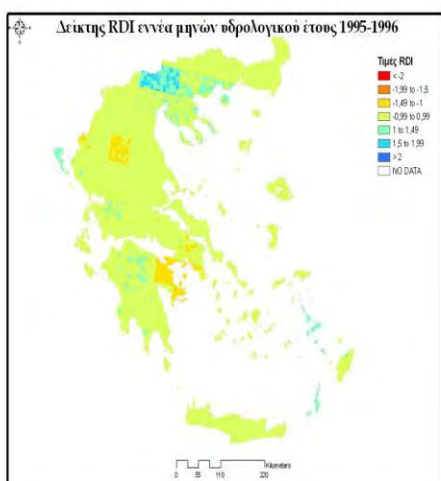 Δείκτης RDI εννέα μηνών υδρολογικού έτους 1995-1996
Τιμές RDI
<-2
-1,99 to -1,5
-1,49 to -1
-0,99 to 0,99
1 to 1,49
1,5 to 1,99
>2
NO DATA
Kilometers
0 55 110 220